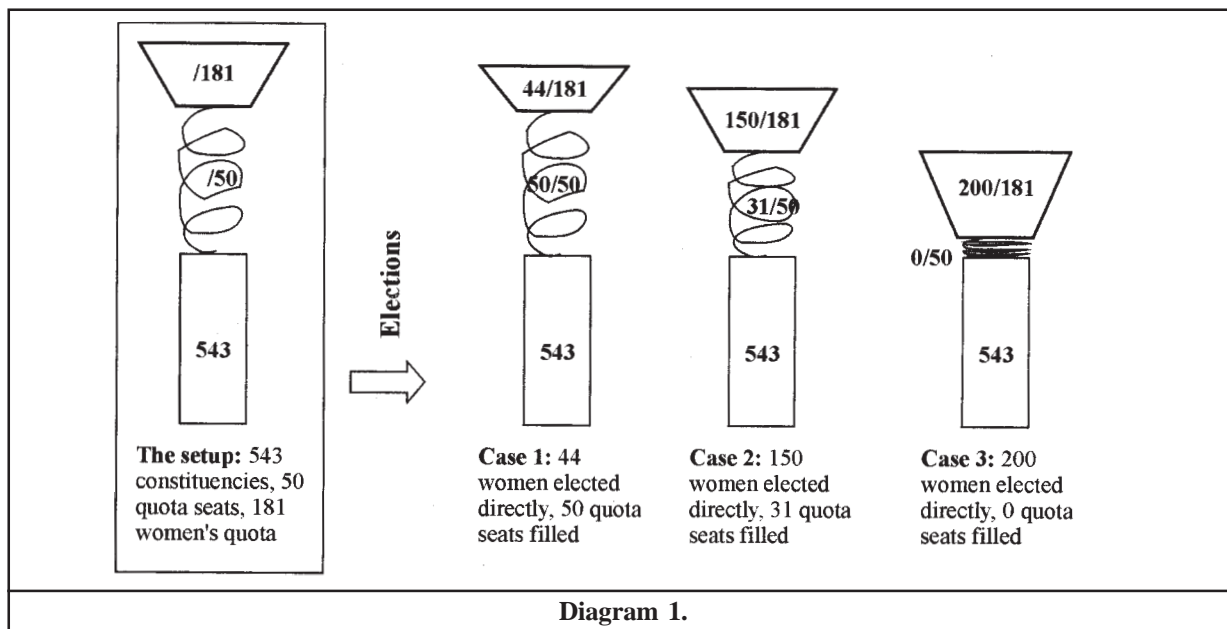 /181
/50
543
The setup: 543
constituencies, 50
quota seats, 181
women's quota
Elections
44/181
50/50
543
Case 1: 44
women elected
directly, 50 quota
seats filled
150/181
31/50
543
Case 2: 150
women elected
directly, 31 quota
seats filled
200/181
0/50
543
Case 3: 200
women elected
directly, 0 quota
seats filled
Diagram 1.